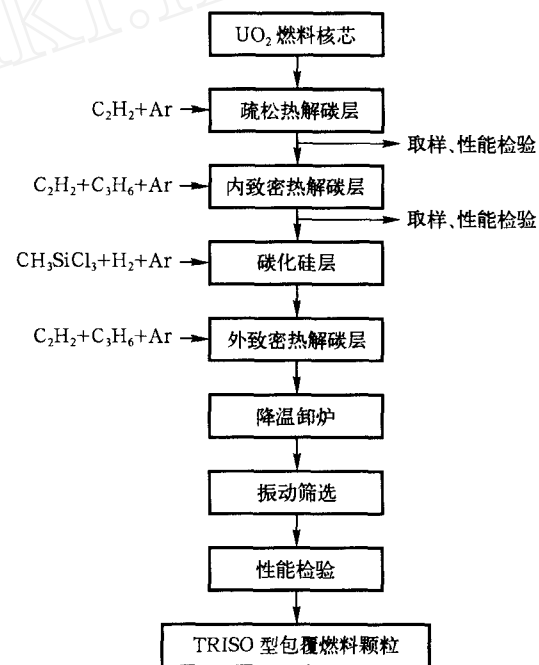 UO₂ 燃料核芯
C₂H₂+Ar
疏松热解碳层
取样、性能检验
C₂H₂+C₃H₆+Ar
内致密热解碳层
取样、性能检验
CH₃SiCl₃+H₂+Ar
碳化硅层
C₂H₂+C₃H₆+Ar
外致密热解碳层
降温卸炉
振动筛选
性能检验
TRISO 型包覆燃料颗粒